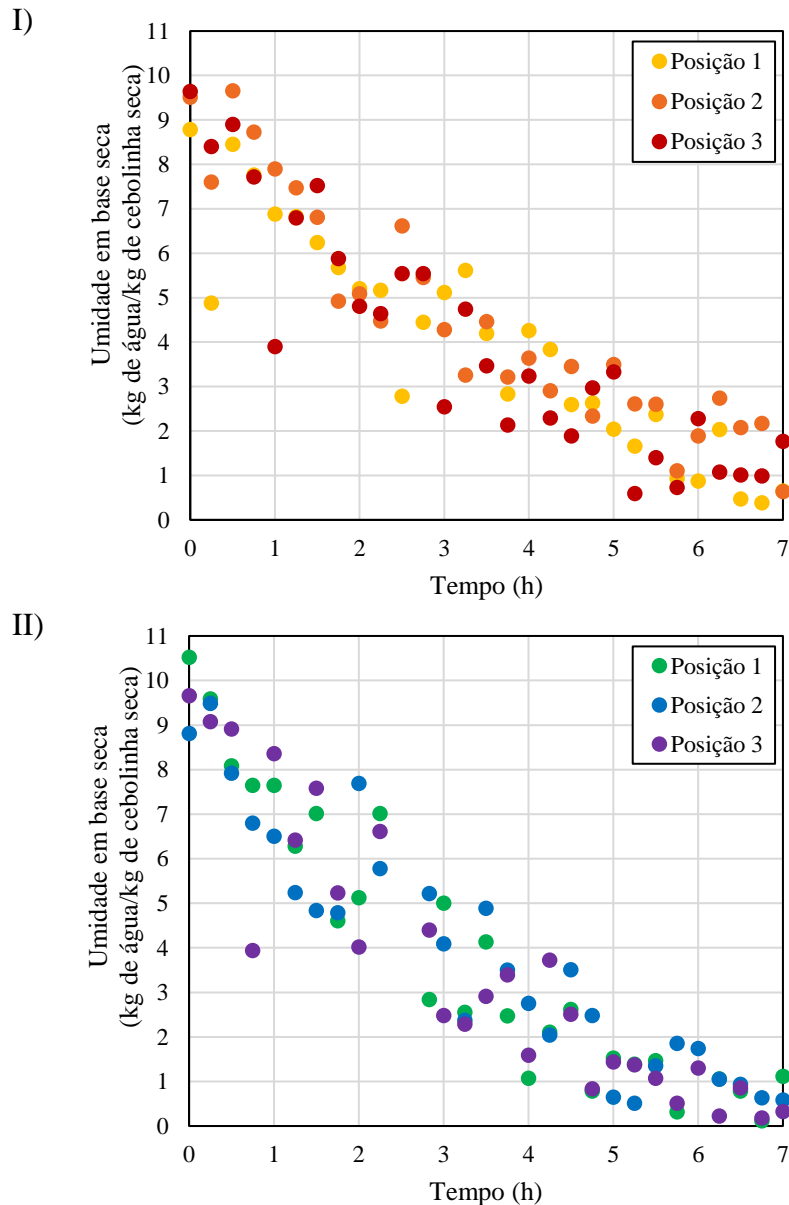 I)
11
10
9
8
7
6
5
4
3
2
1
0
Umidade em base seca
(kg de água/kg de cebolinha seca)
Posição 1
Posição 2
Posição 3
0 1 2 3 4 5 6 7
Tempo (h)
II)
11
10
9
8
7
6
5
4
3
2
1
0
Umidade em base seca
(kg de água/kg de cebolinha seca)
Posição 1
Posição 2
Posição 3
0 1 2 3 4 5 6 7
Tempo (h)